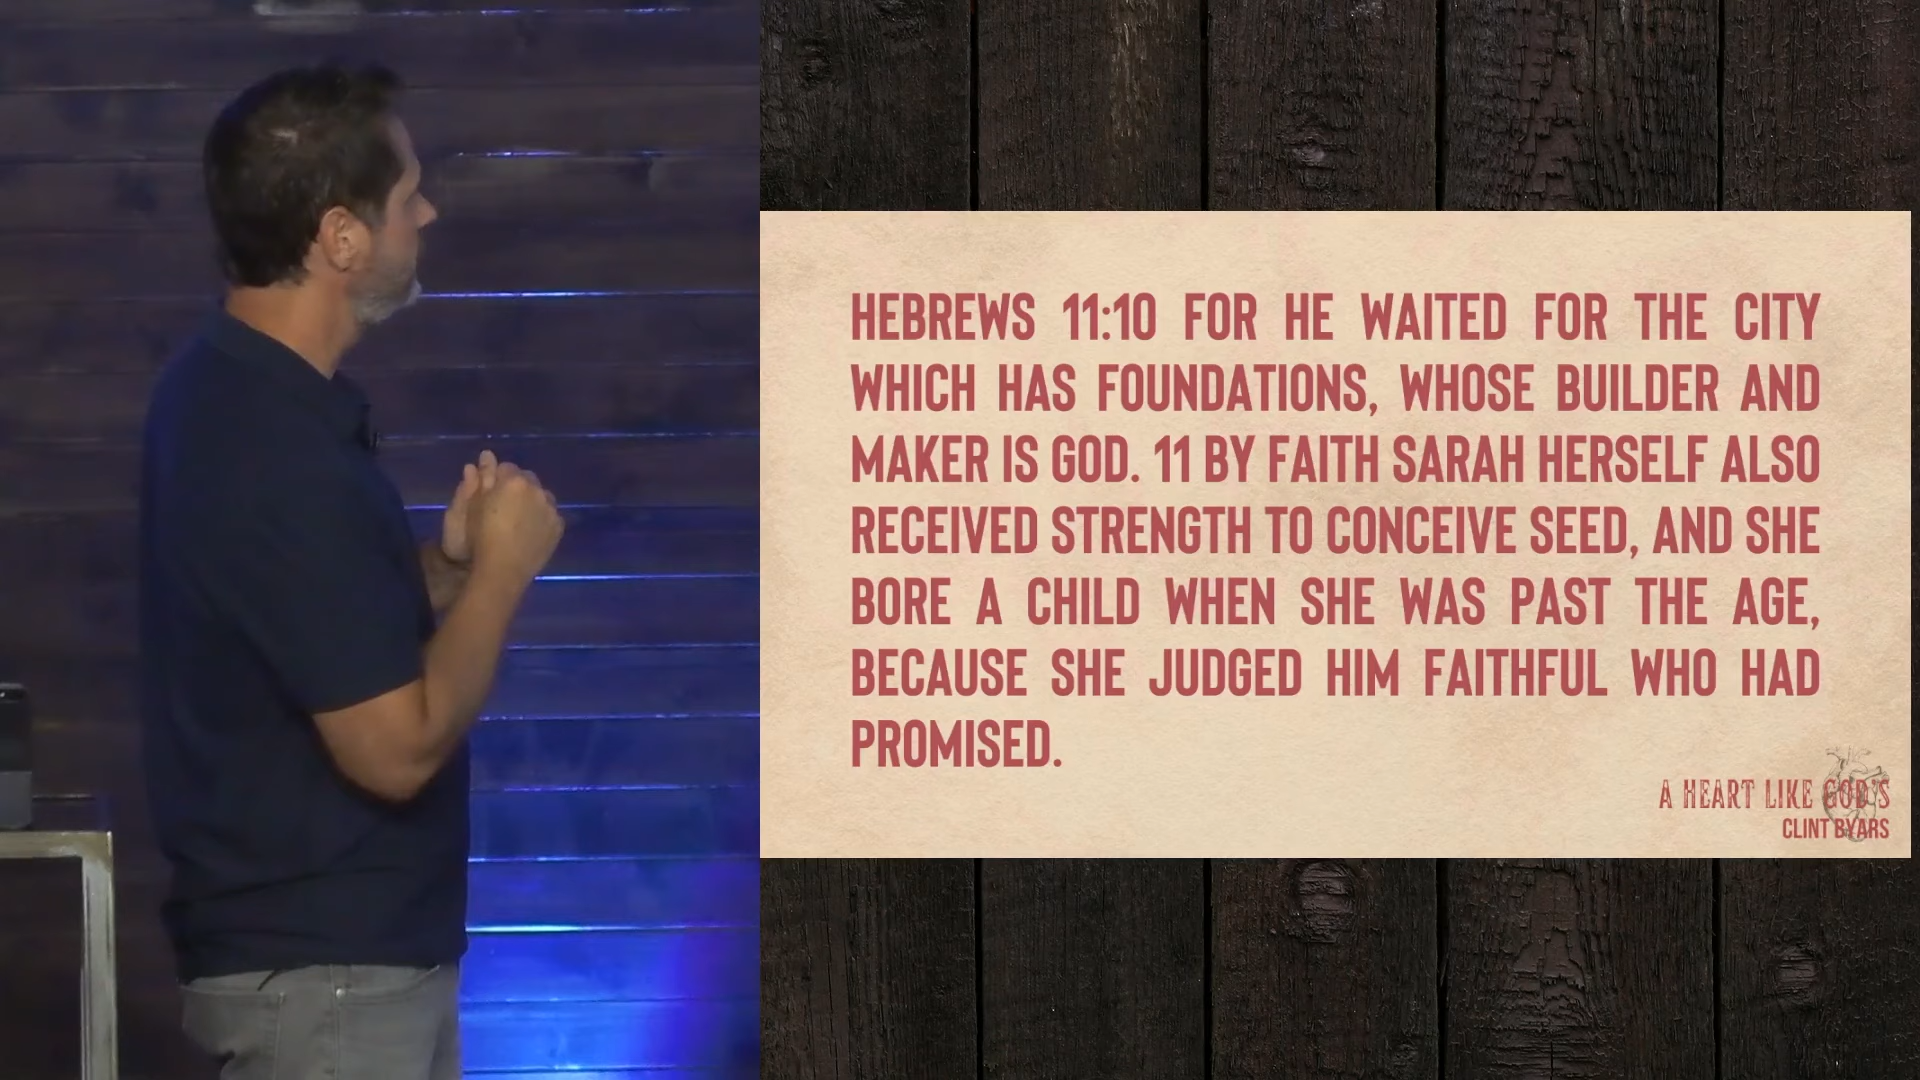 HEBREWS 11:10 FOR HE WAITED FOR THE CITY
WHICH HAS FOUNDATIONS, WHOSE BUILDER AND
MAKER IS GOD. 11 BY FAITH SARAH HERSELF ALSO
RECEIVED STRENGTH TO CONCEIVE SEED, AND SHE
BORE A CHILD WHEN SHE WAS PAST THE AGE,
BECAUSE SHE JUDGED HIM FAITHFUL WHO HAD
PROMISED.
A HEART LIKE GOD'S
CLINT BYARS